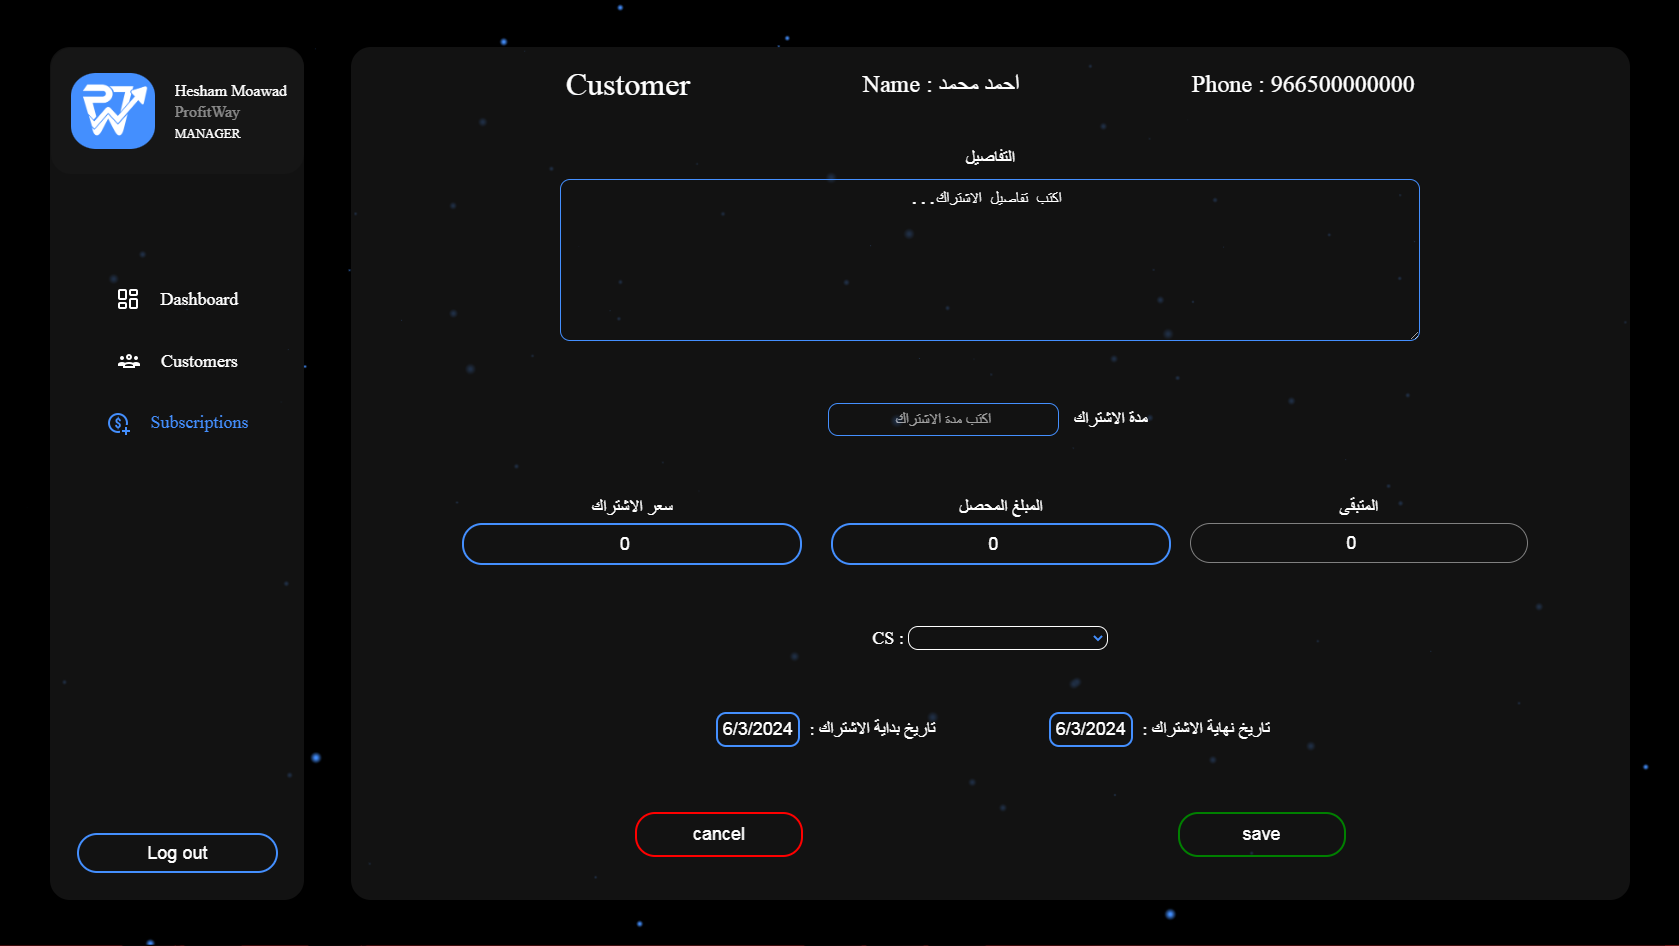 Hesham Moawad
ProfitWay
MANAGER
Dashboard
Customers
Subscriptions
Log out
Customer
Name : احمد محمد
Phone : 966500000000
التفاصيل
اكتب تفاصيل الاشتراك...
مدة الاشتراك
اكتب مدة الاشتراك
سعر الاشتراك
المبلغ المحصل
المتبقى
0
0
0
CS :
تاريخ بداية الاشتراك : 6/3/2024
تاريخ نهاية الاشتراك : 6/3/2024
cancel
save